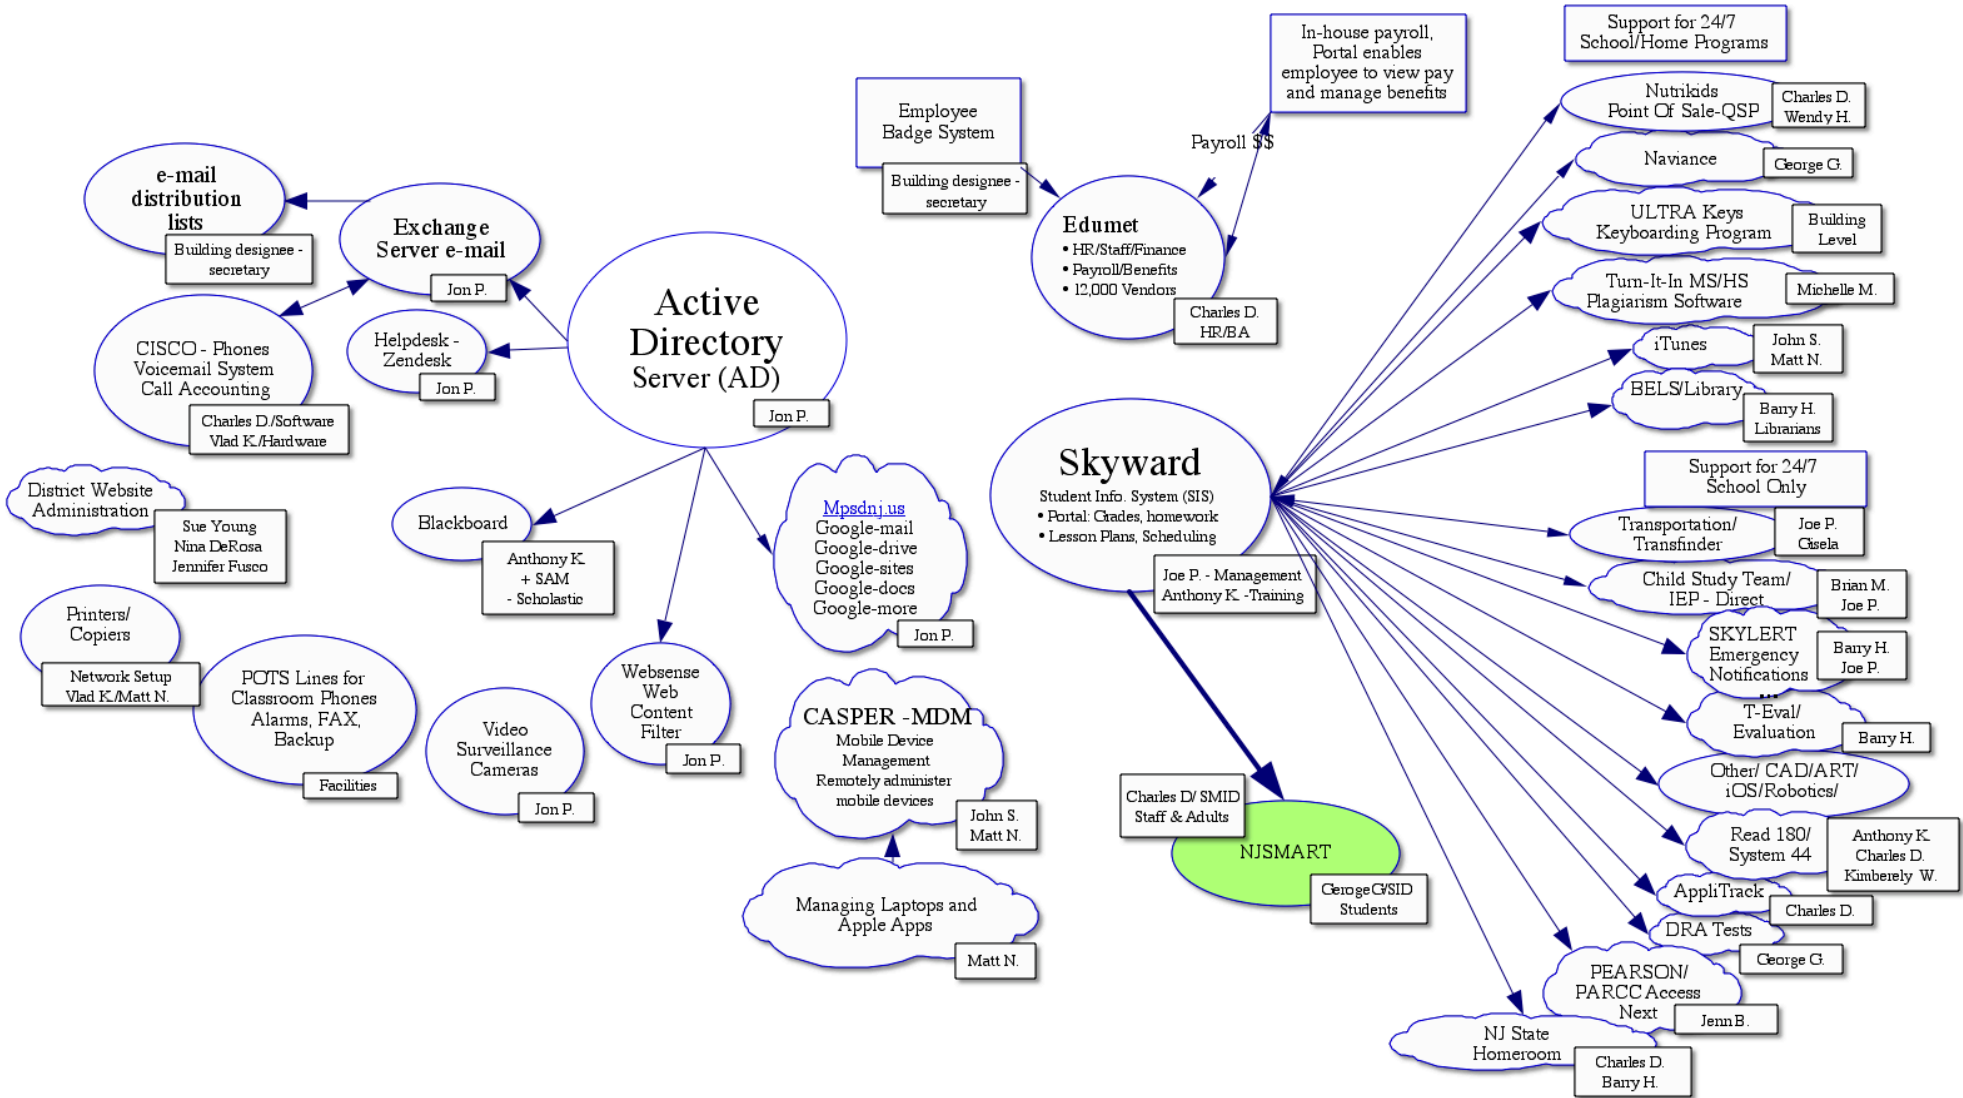 Support for 24/7
School/Home Programs
In-house payroll,
Portal enables
employee to view pay
and manage benefits
Employee
Badge System
Building designee -
secretary
Payroll $$
Edumet
• HR/Staff/Finance
• Payroll/Benefits
• 12,000 Vendors
Charles D.
HR/BA
Nutrikids
Point Of Sale-QSP
Charles D.
Wendy H.
Naviance
George G.
ULTRA Keys
Keyboarding Program
Building
Level
Turn-It-In MS/HS
Plagiarism Software
Michelle M.
iTunes
John S.
Matt N.
BELS/Library
Barry H.
Librarians
e-mail
distribution
lists
Building designee -
secretary
Exchange
Server e-mail
Jon P.
CISCO - Phones
Voicemail System
Call Accounting
Charles D./Software
Vlad K./Hardware
Helpdesk -
Zendesk
Jon P.
Active
Directory
Server (AD)
Jon P.
Skyward
Student Info. System (SIS)
• Portal: Grades, homework
• Lesson Plans, Scheduling
Joe P. - Management
Anthony K. -Training
Support for 24/7
School Only
Transportation/
Transfinder
Joe P.
Gisela
Child Study Team/
IEP - Direct
Brian M.
Joe P.
SKYLERT
Emergency
Notifications
...
Barry H.
Joe P.
T-Eval/
Evaluation
Barry H.
Other/ CAD/ART/
iOS/Robotics/
Read 180/
System 44
Anthony K.
Charles D.
Kimberely W.
AppliTrack
Charles D.
DRA Tests
George G.
PEARSON/
PARCC Access
Next
Jenn B.
NJ State
Homeroom
Charles D.
Barry H.
District Website
Administration
Sue Young
Nina DeRosa
Jennifer Fusco
Blackboard
Anthony K.
+ SAM
- Scholastic
Mpsdnj.us
Google-mail
Google-drive
Google-sites
Google-docs
Google-more
Jon P.
Printers/
Copiers
Network Setup
Vlad K./Matt N.
POTS Lines for
Classroom Phones
Alarms, FAX,
Backup
Facilities
Video
Surveillance
Cameras
Jon P.
Websense
Web
Content
Filter
Jon P.
CASPER -MDM
Mobile Device
Management
Remotely administer
mobile devices
John S.
Matt N.
Managing Laptops and
Apple Apps
Matt N.
Charles D/ SMID
Staff & Adults
NJSMART
GerogeG/SID
Students